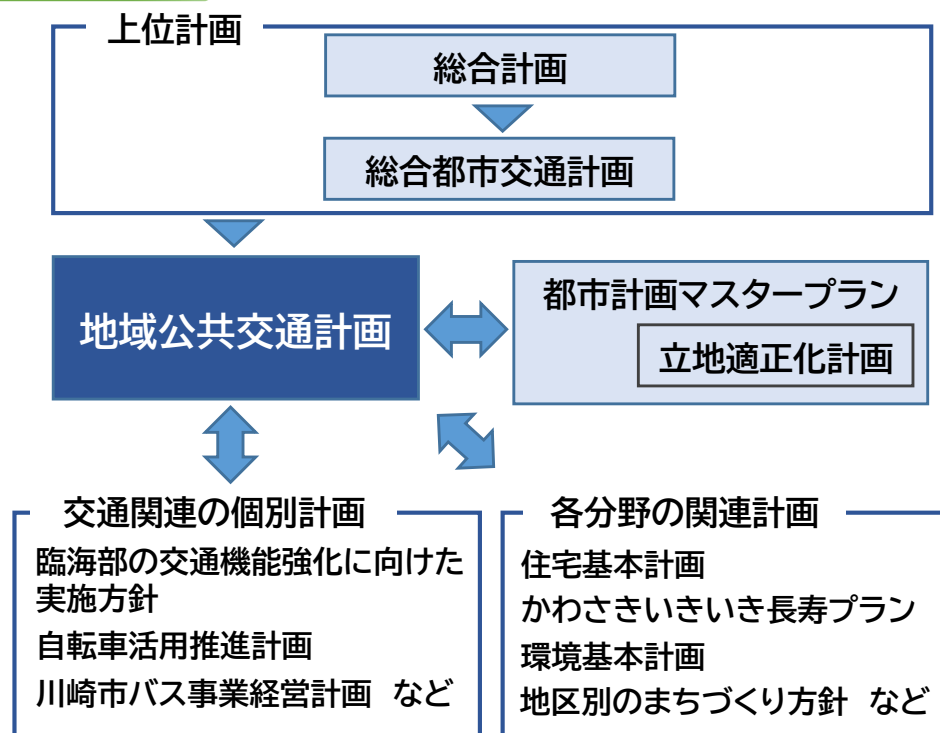 上位計画
総合計画
総合都市交通計画
地域公共交通計画
都市計画マスタープラン
立地適正化計画
交通関連の個別計画
臨海部の交通機能強化に向けた
実施方針
自転車活用推進計画
川崎市バス事業経営計画 など
各分野の関連計画
住宅基本計画
かわさきいきいき長寿プラン
環境基本計画
地区別のまちづくり方針 など